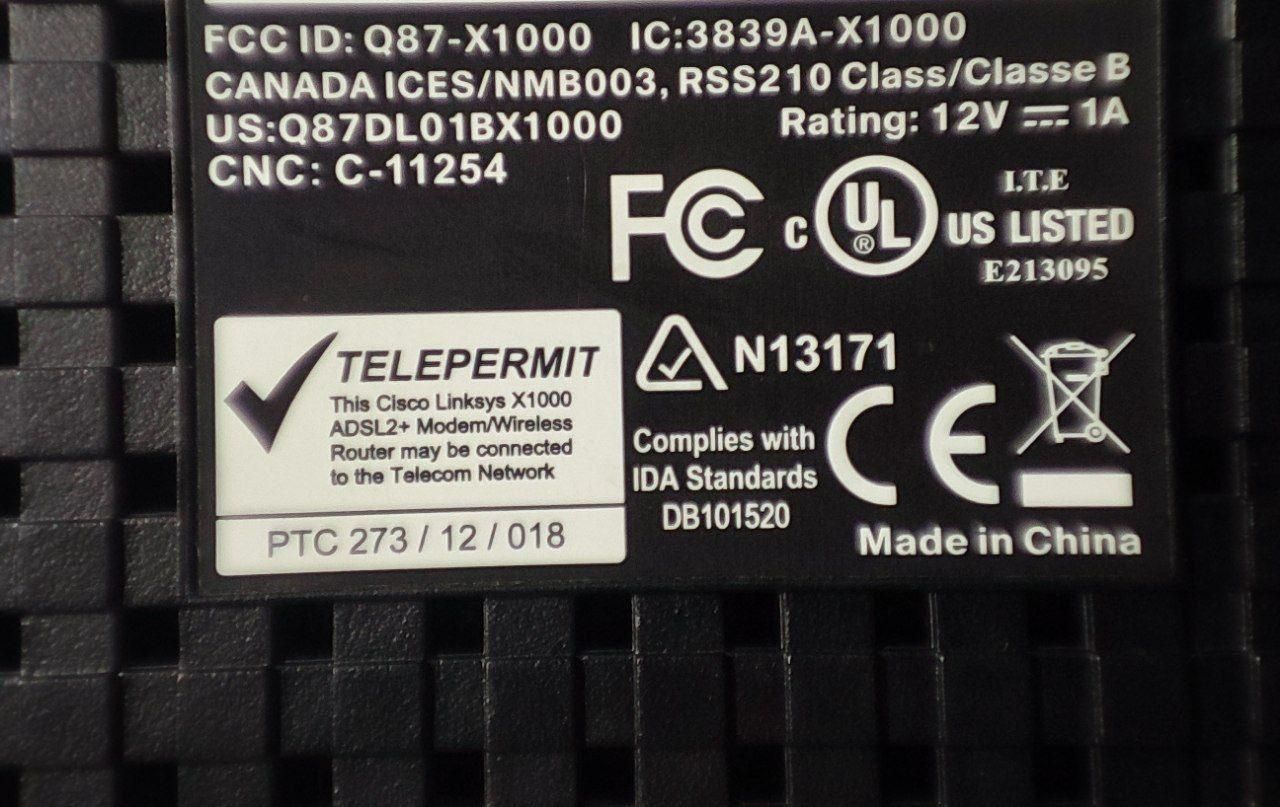 FCC ID: Q87-X1000 IC:3839A-X1000
CANADA ICES/NMB003, RSS210 Class/Classe B
US:Q87DL01BX1000 Rating: 12V ⎓ 1A
CNC: C-11254
FC C UL® US LISTED
I.T.E
E213095
TELEPERMIT
This Cisco Linksys X1000
ADSL2+ Modem/Wireless
Router may be connected
to the Telecom Network
PTC 273 / 12 / 018
N13171
Complies with
IDA Standards
DB101520
CE
Made in China